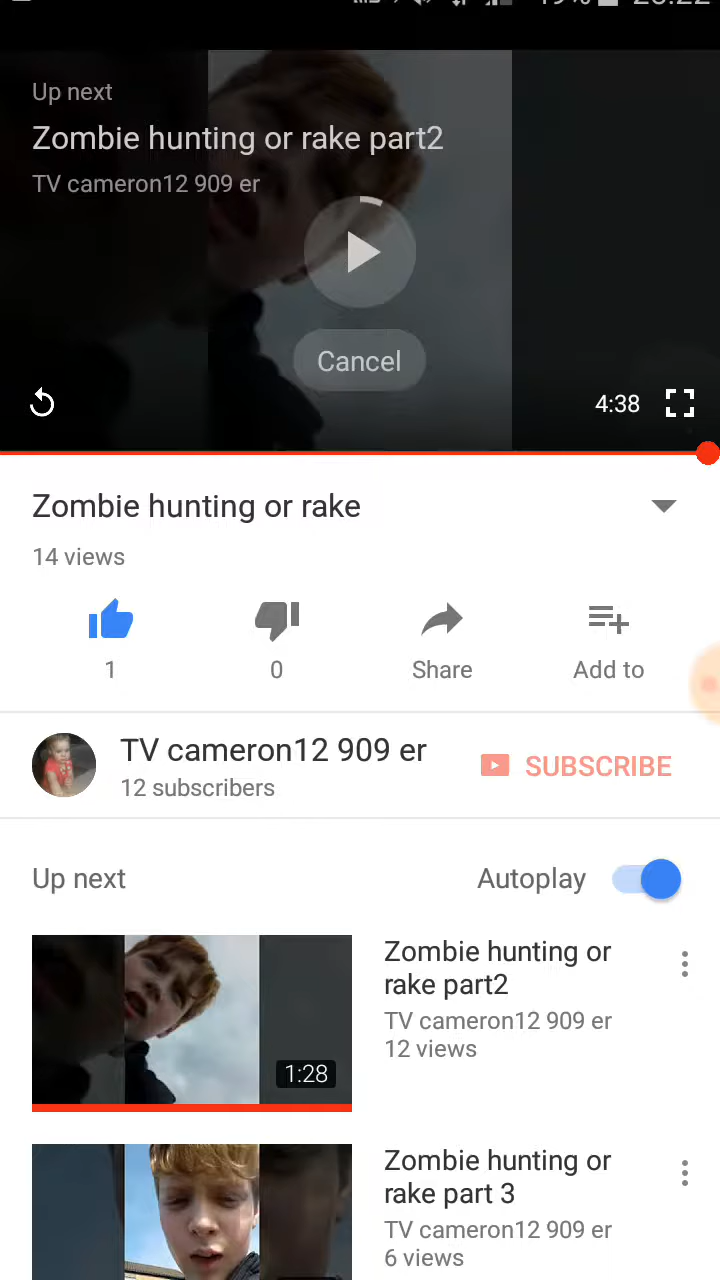 Up next
Zombie hunting or rake part2
TV cameron12 909 er
Cancel
4:38
Zombie hunting or rake
14 views
1
0
Share
Add to
TV cameron12 909 er
12 subscribers
SUBSCRIBE
Up next
Autoplay
Zombie hunting or
rake part2
TV cameron12 909 er
12 views
1:28
Zombie hunting or
rake part 3
TV cameron12 909 er
6 views